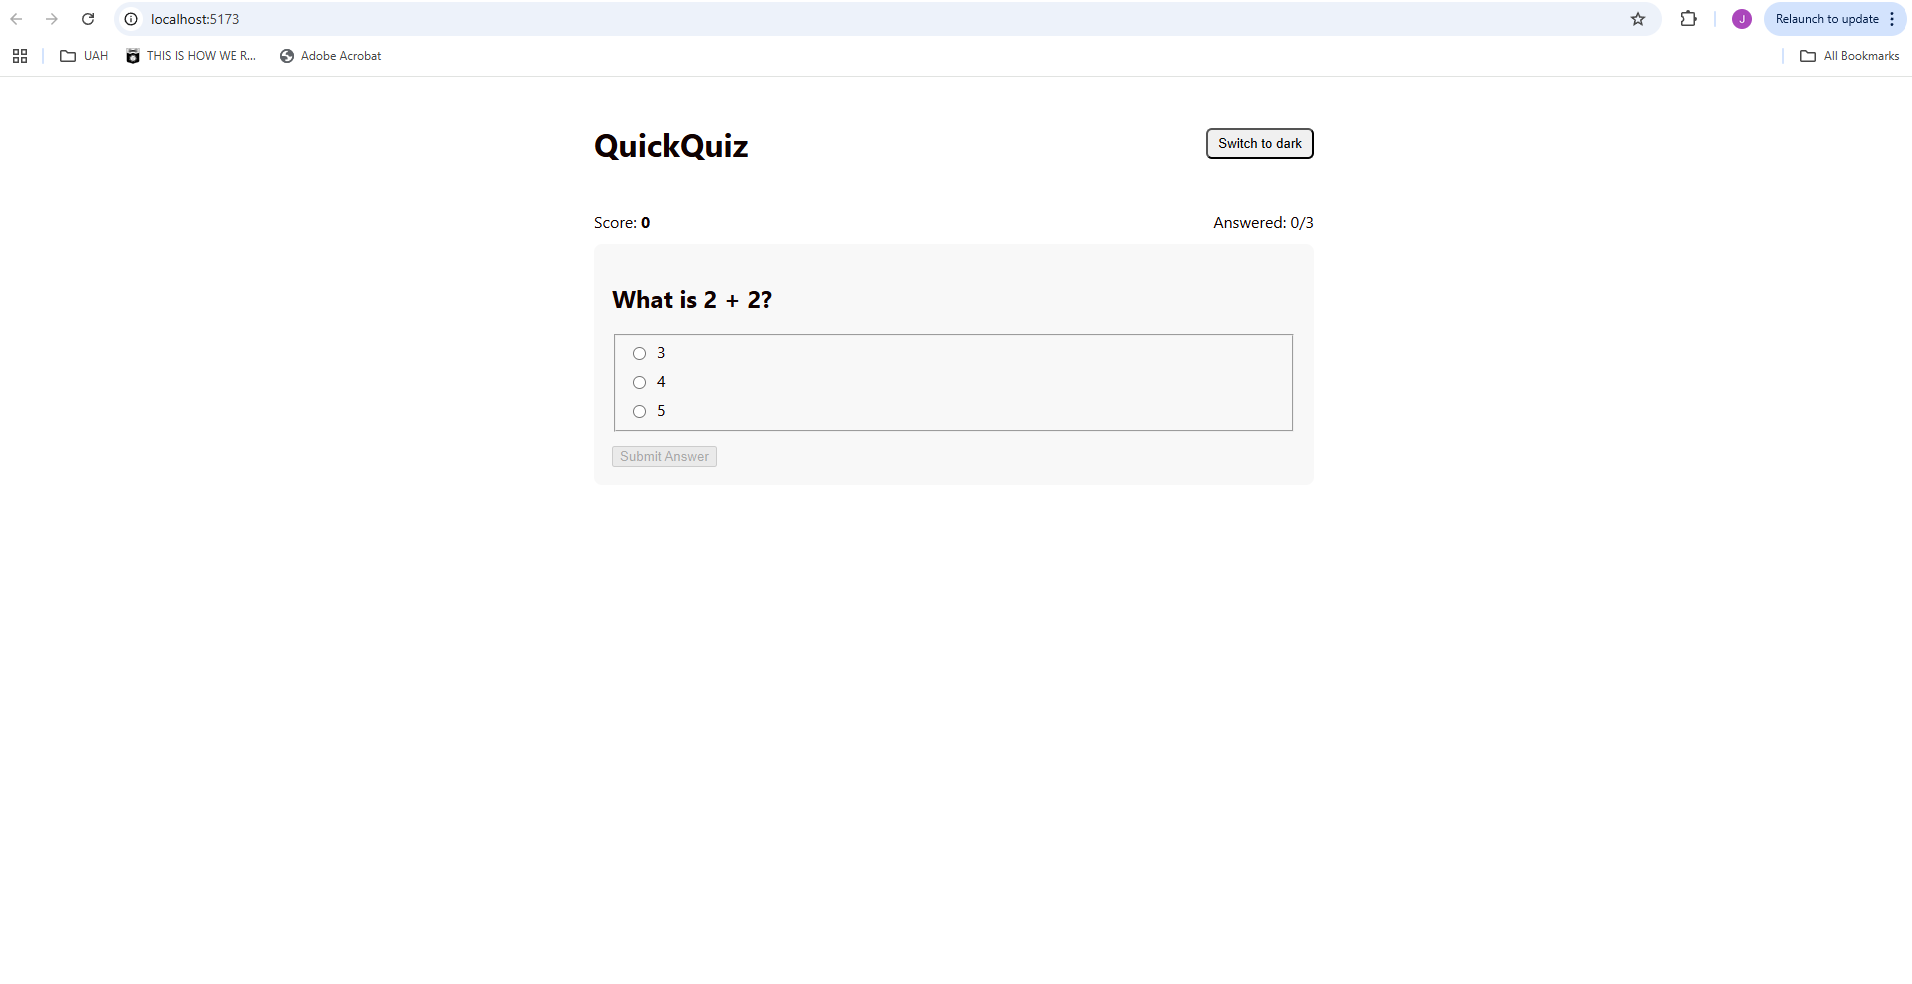 localhost:5173
J
Relaunch to update
UAH
THIS IS HOW WE R...
Adobe Acrobat
All Bookmarks
QuickQuiz
Switch to dark
Score: 0
Answered: 0/3
What is 2 + 2?
3
4
5
Submit Answer